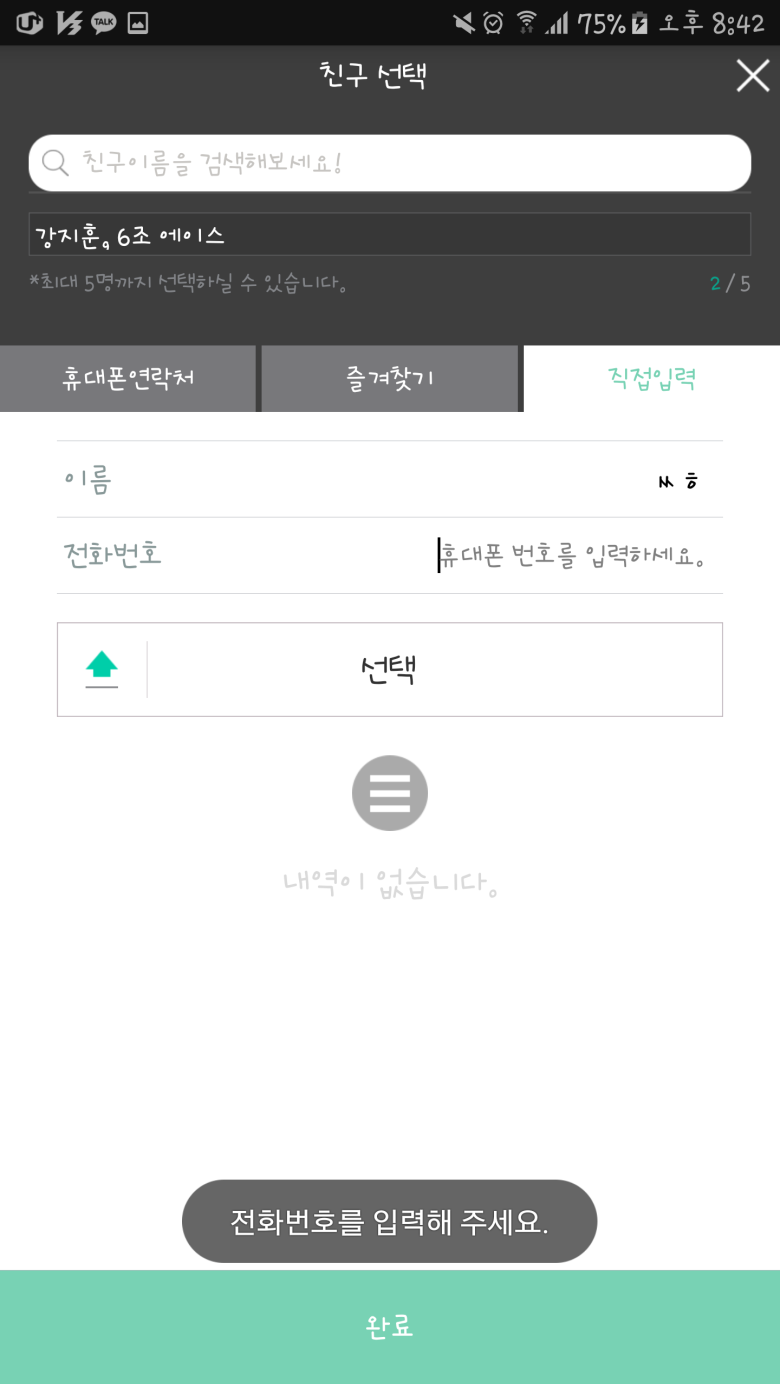 TALK 75% 오후 8:42
친구 선택
친구이름을 검색해보세요!
강지훈, 6조 에이스
*최대 5명까지 선택하실 수 있습니다. 2/5
휴대폰연락처 즐겨찾기 직접입력
이름 ㅆ ㅎ
전화번호 휴대폰 번호를 입력하세요.
선택
내역이 없습니다.
전화번호를 입력해 주세요.
완료